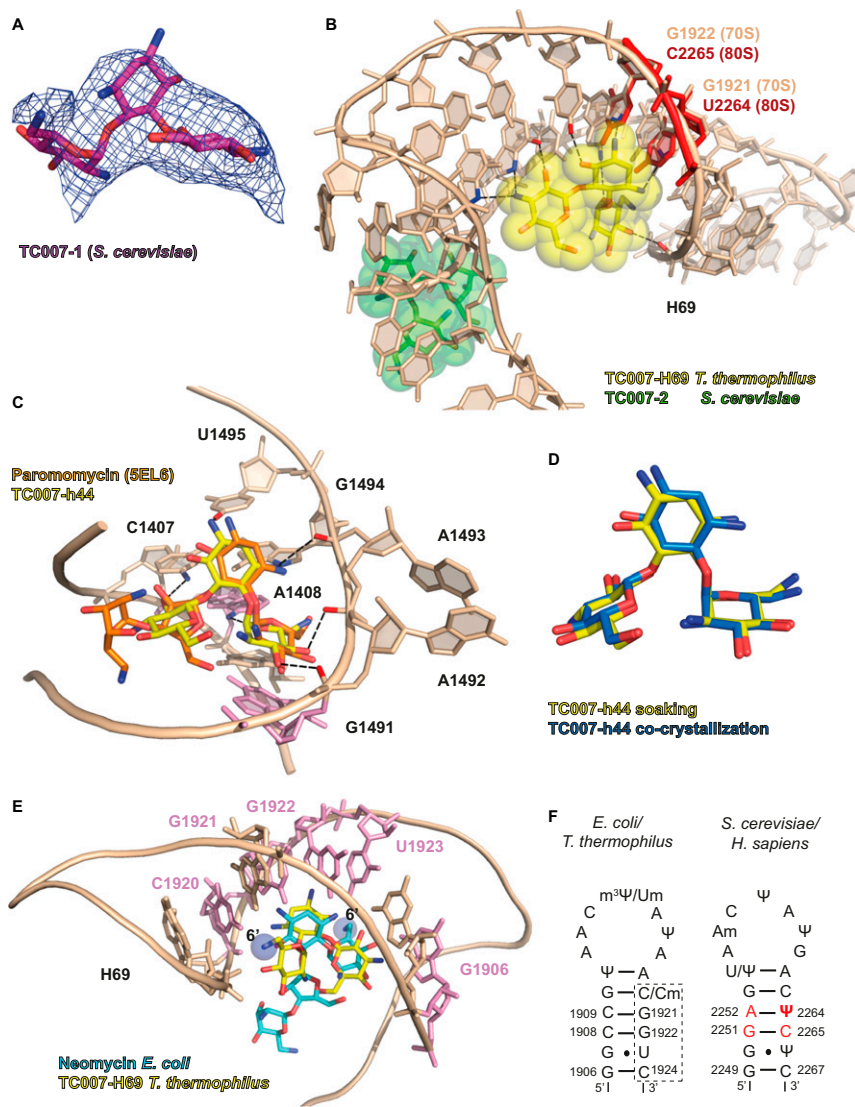 A
TC007-1 (S. cerevisiae)
B
G1922 (70S)
C2265 (80S)
G1921 (70S)
U2264 (80S)
H69
TC007-H69 T. thermophilus
TC007-2 S. cerevisiae
C
Paromomycin (5EL6)
TC007-h44
U1495
G1494
C1407
A1493
A1408
A1492
G1491
D
TC007-h44 soaking
TC007-h44 co-crystallization
E
G1922
G1921
U1923
C1920
6'
6'
H69
G1906
Neomycin E. coli
TC007-H69 T. thermophilus
F
E. coli/
T. thermophilus
m³Ψ/Um
C A
A Ψ
A A
Ψ — A
G — C/Cm
1909 C — G 1921
1908 C — G 1922
G • U
1906 G — C 1924
5' 3'
S. cerevisiae/
H. sapiens
Ψ
C A
Am Ψ
A G
U/Ψ — A
G — C
2252 A — Ψ 2264
2251 G — C 2265
G • Ψ
2249 G — C 2267
5' 3'